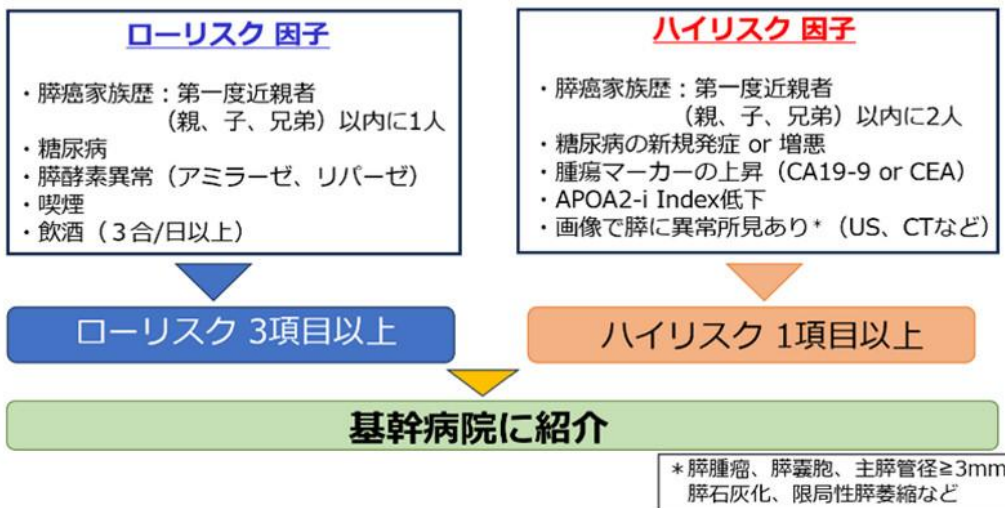 ローリスク 因子
・膵癌家族歴：第一度近親者
（親、子、兄弟）以内に1人
・糖尿病
・膵酵素異常（アミラーゼ、リパーゼ）
・喫煙
・飲酒（３合/日以上）
ハイリスク 因子
・膵癌家族歴：第一度近親者
（親、子、兄弟）以内に2人
・糖尿病の新規発症 or 増悪
・腫瘍マーカーの上昇（CA19-9 or CEA）
・APOA2-i Index低下
・画像で膵に異常所見あり*（US、CTなど）
ローリスク 3項目以上
ハイリスク 1項目以上
基幹病院に紹介
*膵腫瘤、膵嚢胞、主膵管径≧3mm
膵石灰化、限局性膵萎縮など